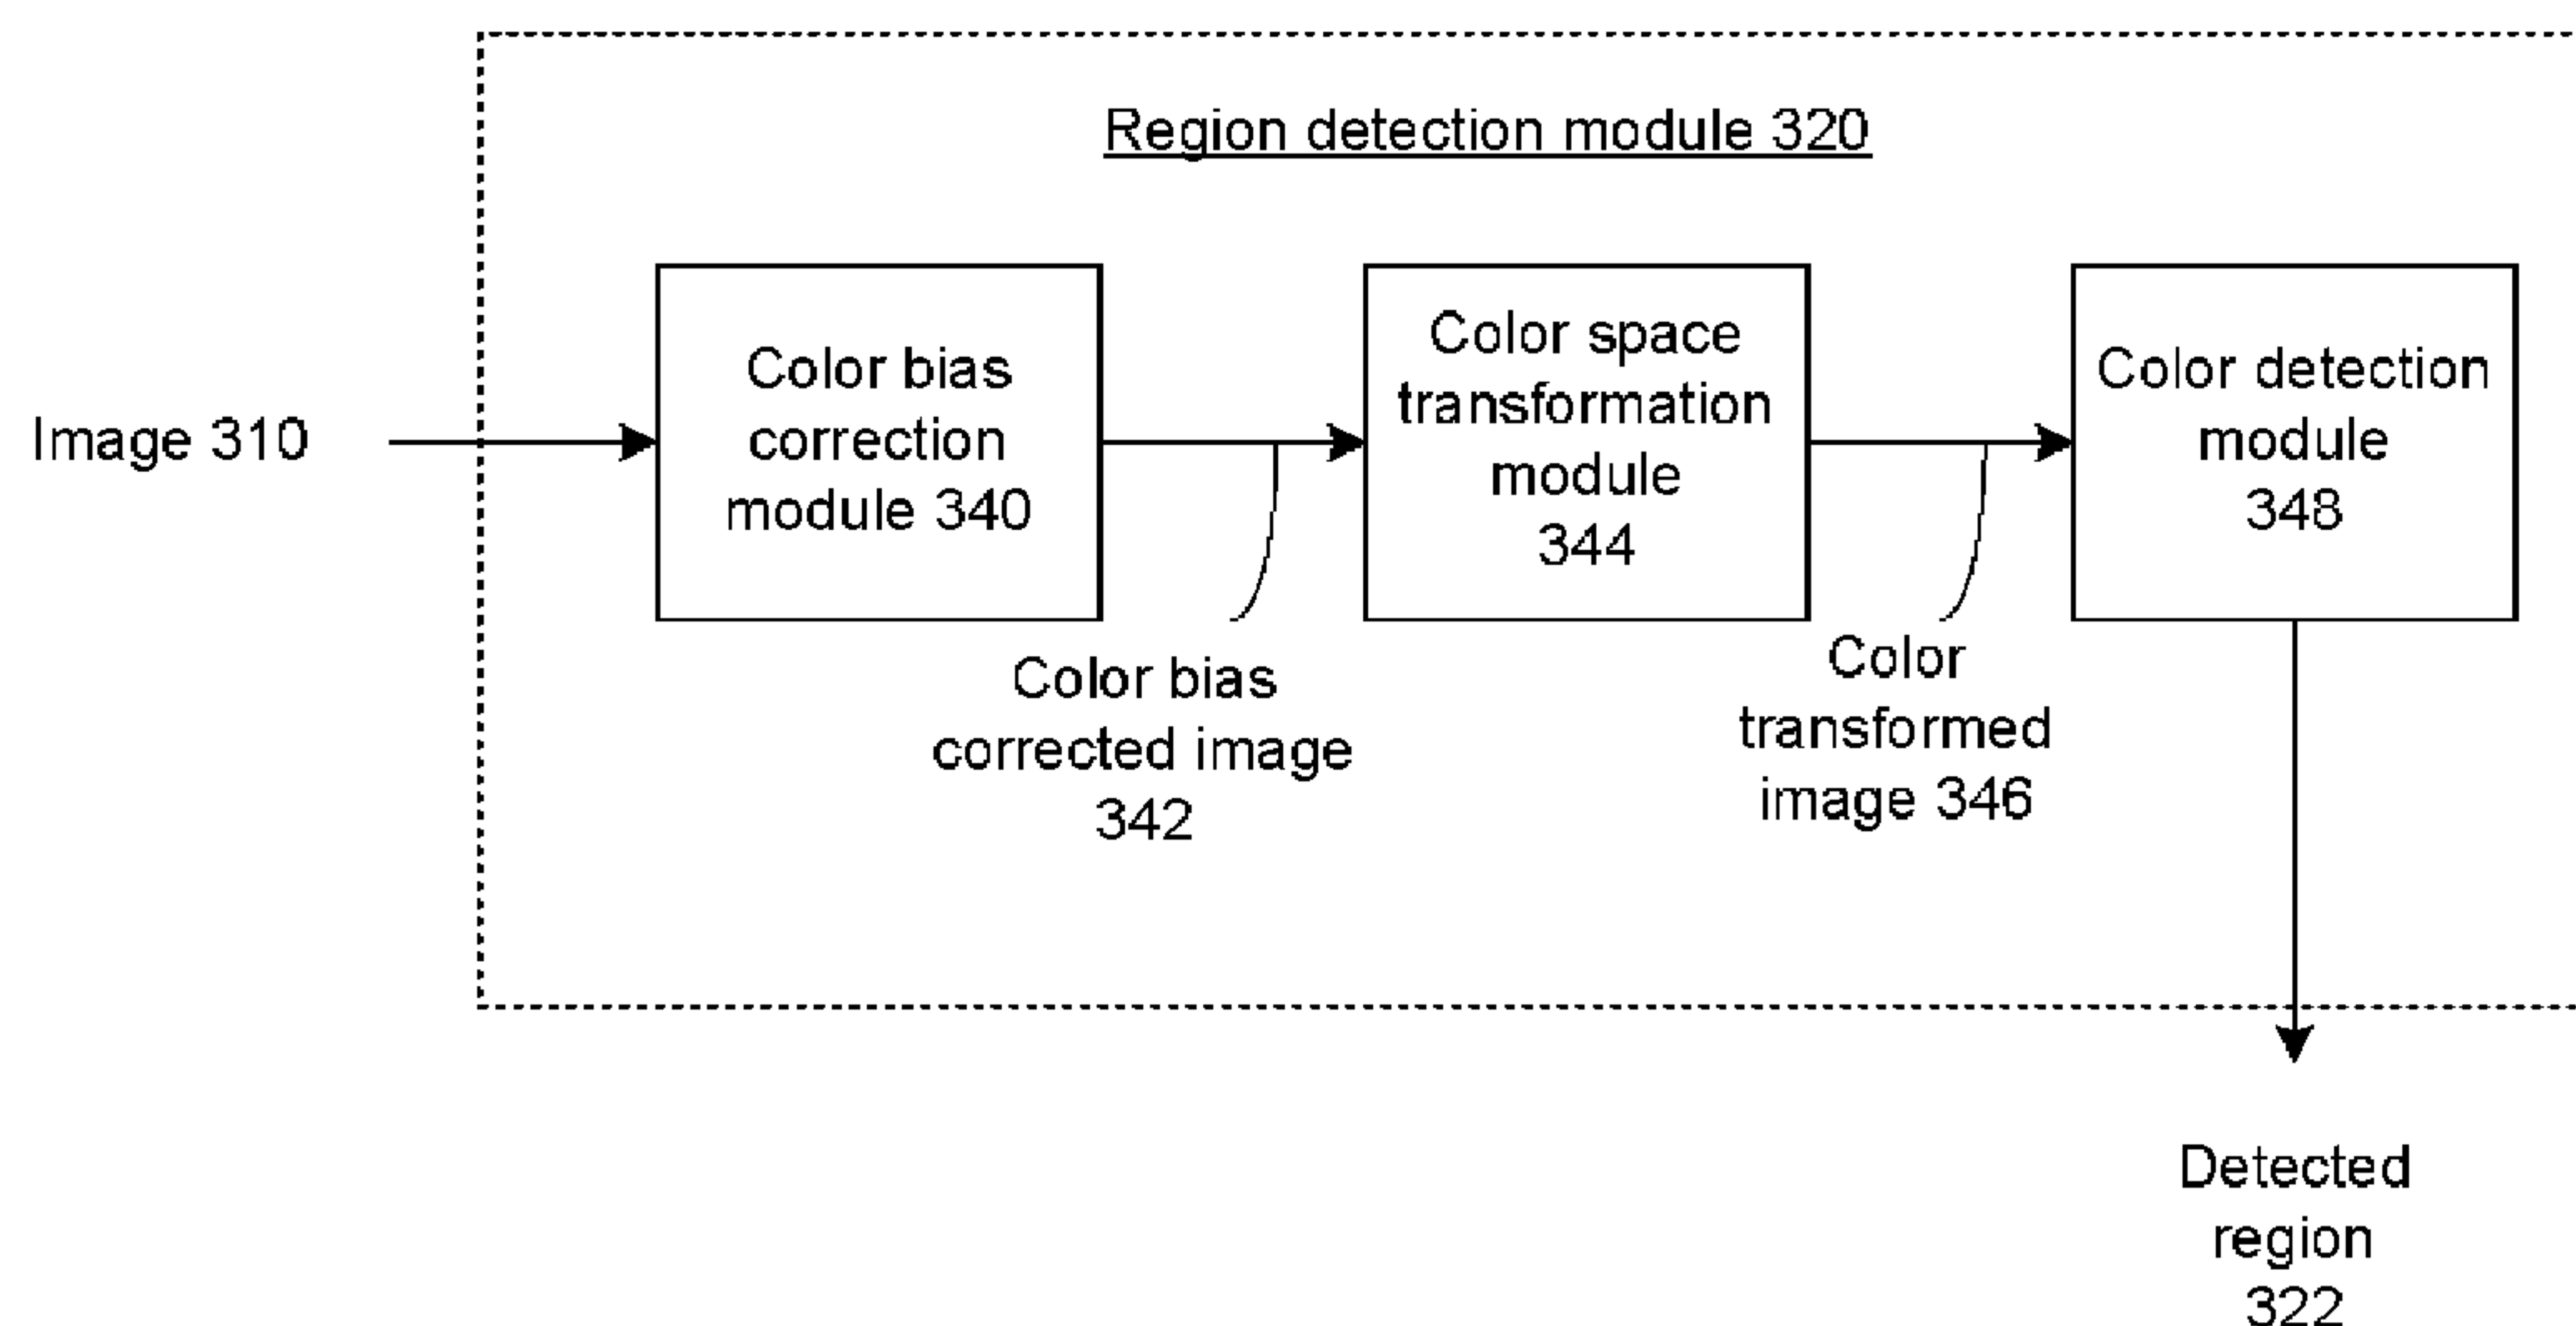 Region detection module 320
Image 310
Color bias
correction
module 340
Color space
transformation
module
344
Color detection
module
348
Color bias
corrected image
342
Color
transformed
image 346
Detected
region
322